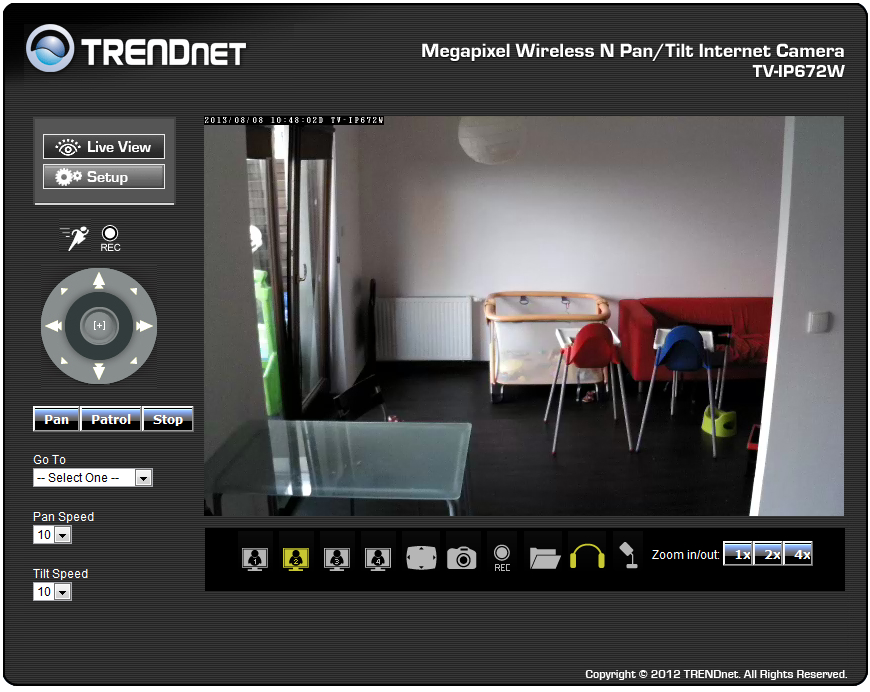 TRENDNET
Megapixel Wireless N Pan/Tilt Internet Camera
TV-IP672W
2013/08/08 10:48:02D TV-IP672W
Live View
Setup
REC
[+]
Pan
Patrol
Stop
Go To
-- Select One --
Pan Speed
10
Tilt Speed
10
1
2
3
4
REC
Zoom in/out:
1x
2x
4x
Copyright © 2012 TRENDnet. All Rights Reserved.